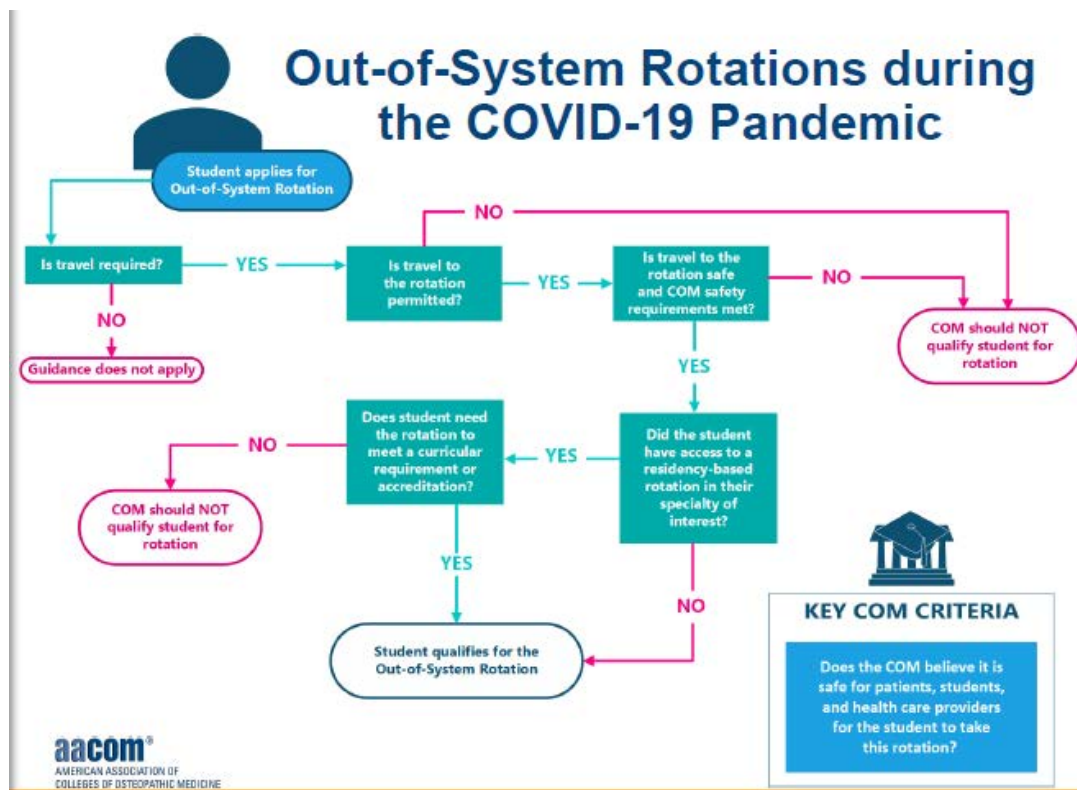 Out-of-System Rotations during
the COVID-19 Pandemic
Student applies for
Out-of-System Rotation
Is travel required?
YES
Is travel to
the rotation
permitted?
NO
YES
Is travel to the
rotation safe
and COM safety
requirements met?
NO
COM should NOT
qualify student for
rotation
NO
Guidance does not apply
YES
Did the student
have access to a
residency-based
rotation in their
specialty of
interest?
YES
Does student need
the rotation to
meet a curricular
requirement or
accreditation?
NO
COM should NOT
qualify student for
rotation
YES
NO
Student qualifies for the
Out-of-System Rotation
KEY COM CRITERIA
Does the COM believe it is
safe for patients, students,
and health care providers
for the student to take
this rotation?
aacom®
AMERICAN ASSOCIATION OF
COLLEGES OF OSTEOPATHIC MEDICINE